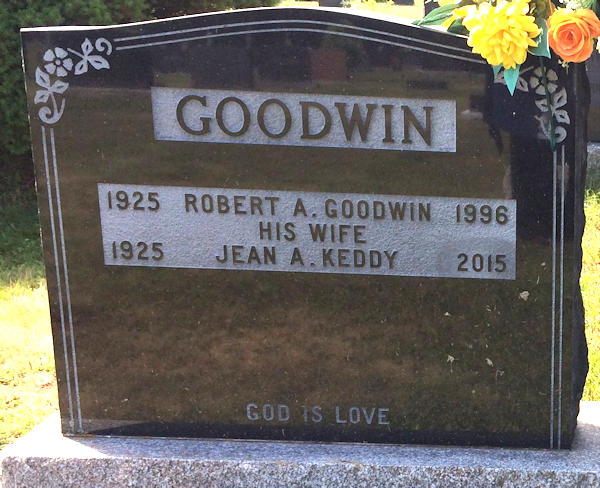 GOODWIN
1925 ROBERT A. GOODWIN 1996
HIS WIFE
1925 JEAN A. KEDDY 2015
GOD IS LOVE